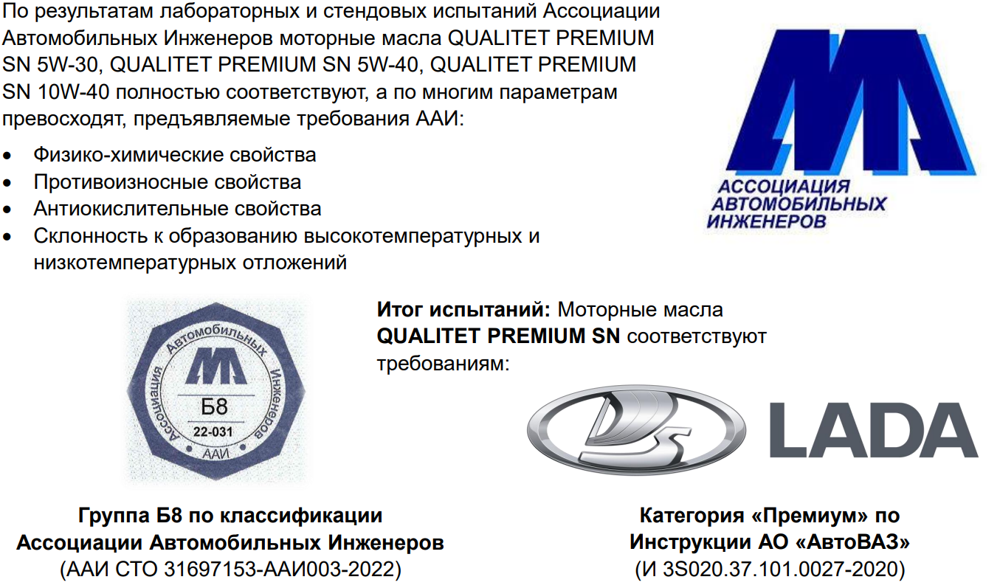 По результатам лабораторных и стендовых испытаний Ассоциации
Автомобильных Инженеров моторные масла QUALITET PREMIUM
SN 5W-30, QUALITET PREMIUM SN 5W-40, QUALITET PREMIUM
SN 10W-40 полностью соответствуют, а по многим параметрам
превосходят, предъявляемые требования ААИ:
• Физико-химические свойства
• Противоизносные свойства
• Антиокислительные свойства
• Склонность к образованию высокотемпературных и
низкотемпературных отложений
АССОЦИАЦИЯ
АВТОМОБИЛЬНЫХ
ИНЖЕНЕРОВ
Ассоциация Автомобильных Инженеров
Б8
22-031
• ААИ •
Итог испытаний: Моторные масла
QUALITET PREMIUM SN соответствуют
требованиям:
LADA
Группа Б8 по классификации
Ассоциации Автомобильных Инженеров
(ААИ СТО 31697153-ААИ003-2022)
Категория «Премиум» по
Инструкции АО «АвтоВАЗ»
(И 3S020.37.101.0027-2020)